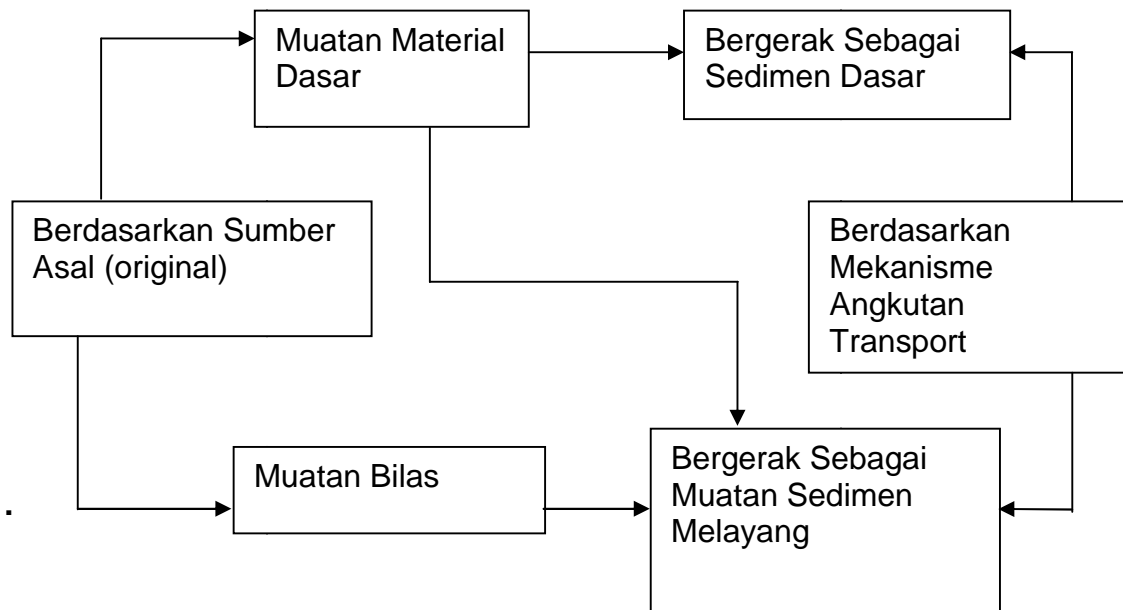 Muatan Material
Dasar
Bergerak Sebagai
Sedimen Dasar
Berdasarkan Sumber
Asal (original)
Berdasarkan
Mekanisme
Angkutan
Transport
Muatan Bilas
Bergerak Sebagai
Muatan Sedimen
Melayang
.